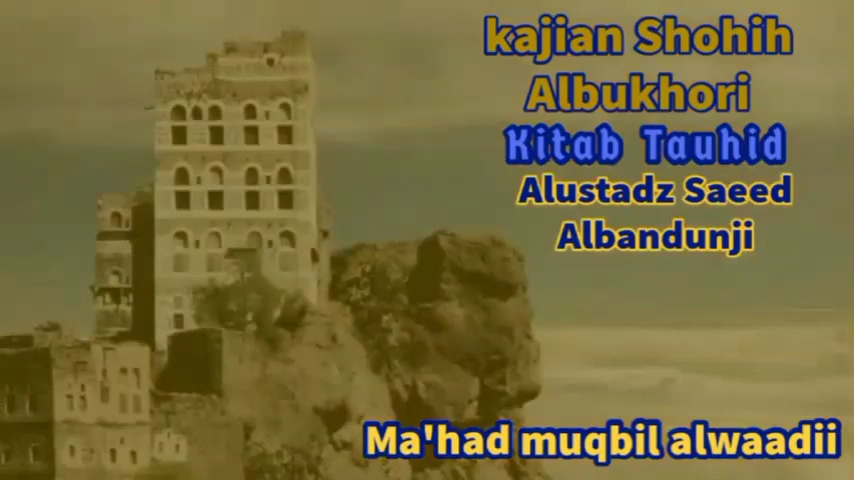 kajian Shohih
Albukhori
Kitab Tauhid
Alustadz Saeed
Albandunji
Ma'had muqbil alwaadii